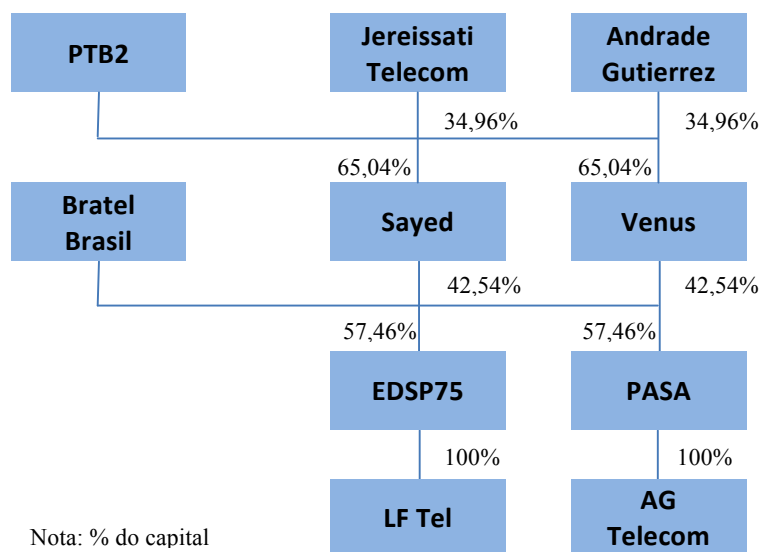 PTB2
Jereissati
Telecom
Andrade
Gutierrez
34,96%
34,96%
65,04%
65,04%
Bratel
Brasil
Sayed
Venus
42,54%
42,54%
57,46%
57,46%
EDSP75
PASA
100%
100%
LF Tel
AG
Telecom
Nota: % do capital